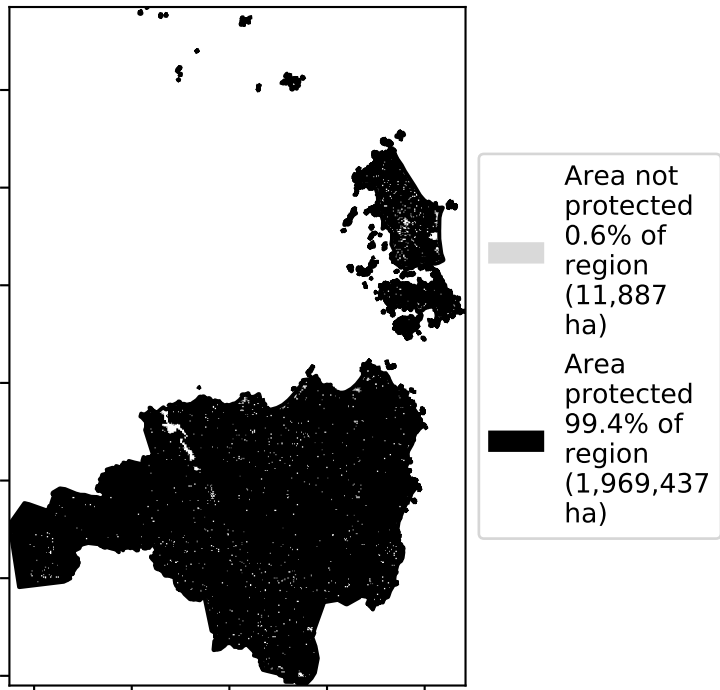 Area not
protected
0.6% of
region
(11,887
ha)
Area
protected
99.4% of
region
(1,969,437
ha)